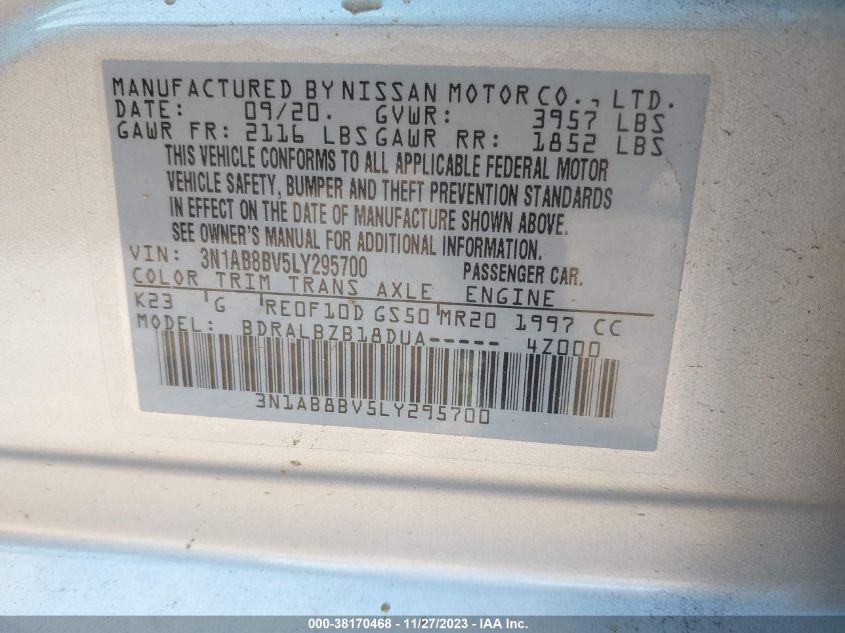 MANUFACTURED BY NISSAN MOTOR CO., LTD.
DATE: 09/20. GVWR: 3957 LBS
GAWR FR: 2116 LBS GAWR RR: 1852 LBS
THIS VEHICLE CONFORMS TO ALL APPLICABLE FEDERAL MOTOR
VEHICLE SAFETY, BUMPER AND THEFT PREVENTION STANDARDS
IN EFFECT ON THE DATE OF MANUFACTURE SHOWN ABOVE.
SEE OWNER'S MANUAL FOR ADDITIONAL INFORMATION.
VIN: 3N1AB8BV5LY295700 PASSENGER CAR.
COLOR TRIM TRANS AXLE ENGINE
K23 G RE0F10D GS50 MR20 1997 CC
MODEL: BDRALBZB18DUA----- 4Z000
3N1AB8BV5LY295700
000-38170468 - 11/27/2023 - IAA Inc.